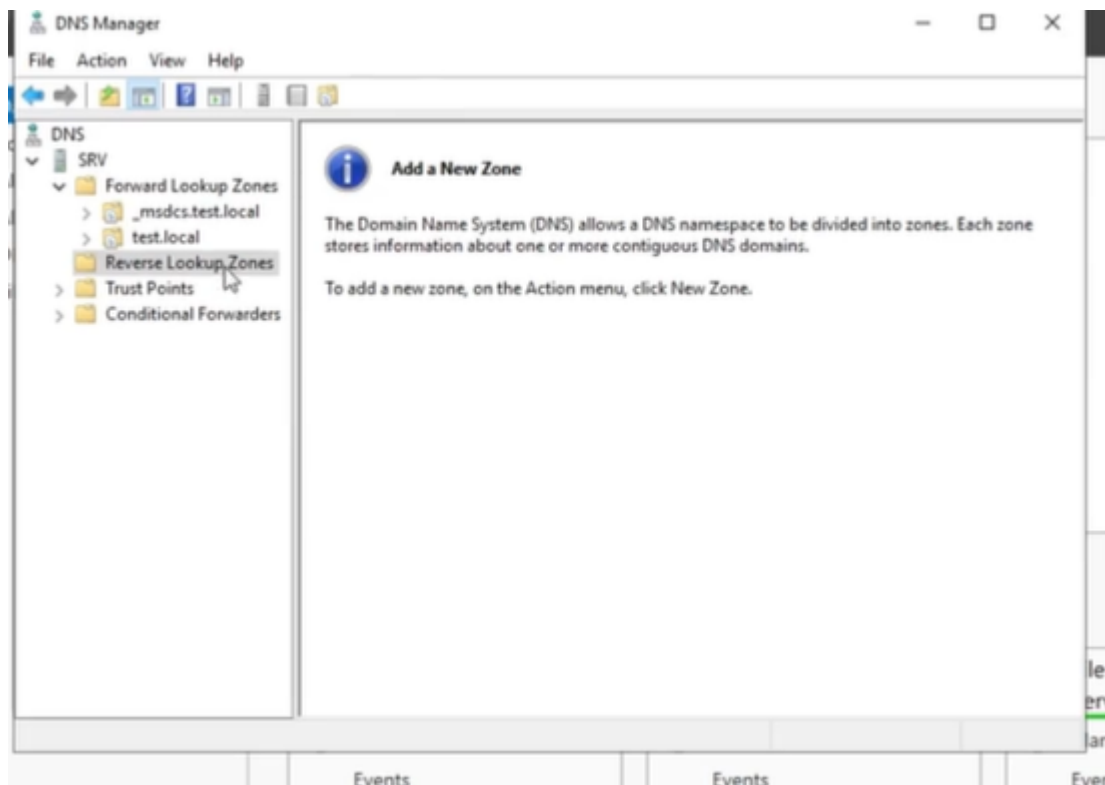 DNS Manager
File Action View Help
DNS
SRV
Forward Lookup Zones
_msdcs.test.local
test.local
Reverse Lookup Zones
Trust Points
Conditional Forwarders
Add a New Zone
The Domain Name System (DNS) allows a DNS namespace to be divided into zones. Each zone
stores information about one or more contiguous DNS domains.
To add a new zone, on the Action menu, click New Zone.
Events Events